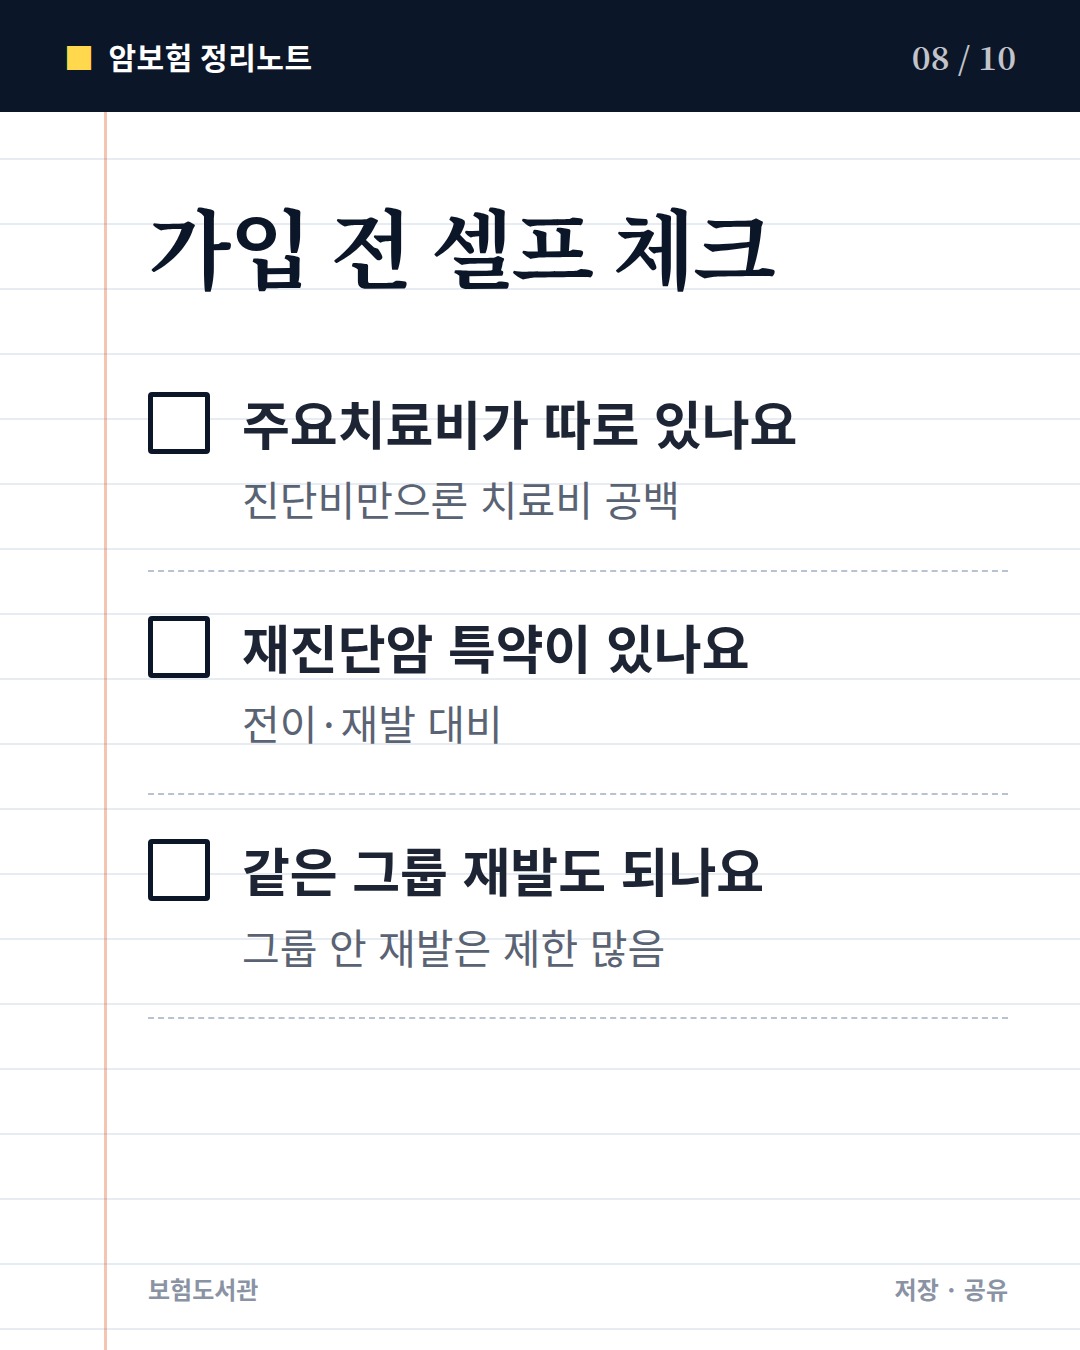 암보험 정리노트
08 / 10
가입 전 셀프 체크
주요치료비가 따로 있나요
진단비만으론 치료비 공백
재진단암 특약이 있나요
전이·재발 대비
같은 그룹 재발도 되나요
그룹 안 재발은 제한 많음
보험도서관
저장 · 공유